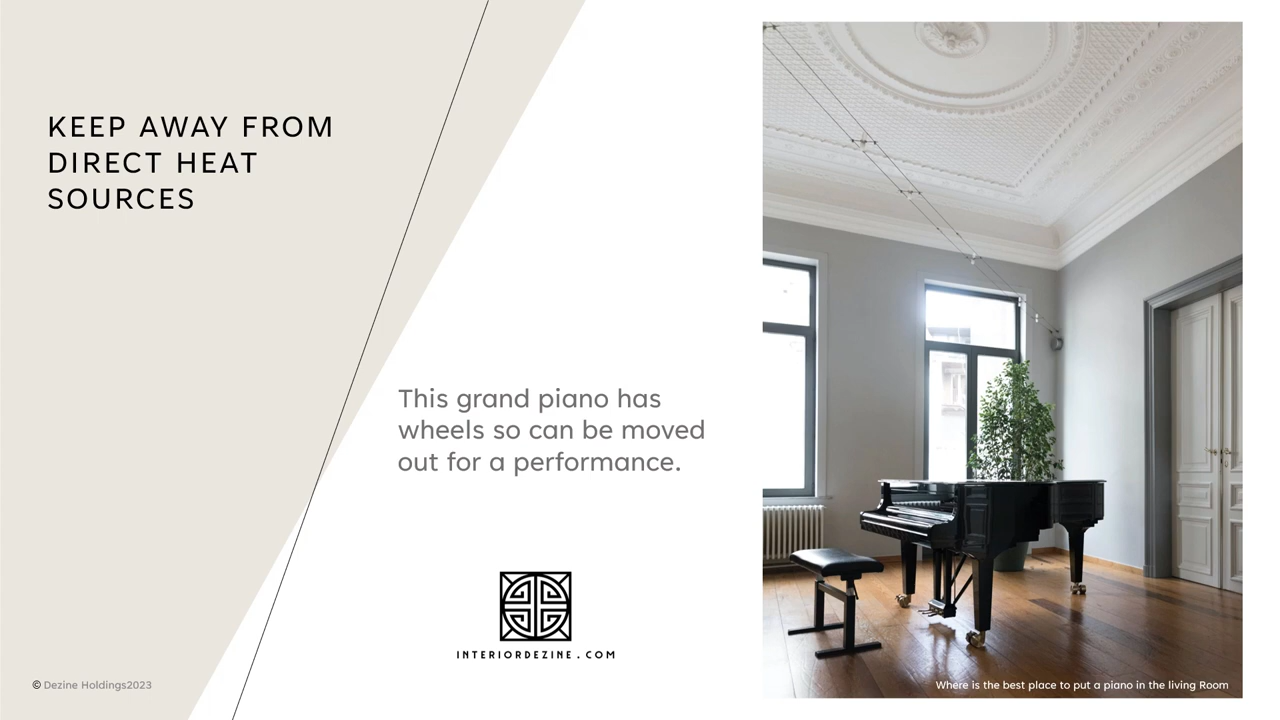 KEEP AWAY FROM
DIRECT HEAT
SOURCES
This grand piano has
wheels so can be moved
out for a performance.
INTERIORDEZINE.COM
© Dezine Holdings2023
Where is the best place to put a piano in the living Room